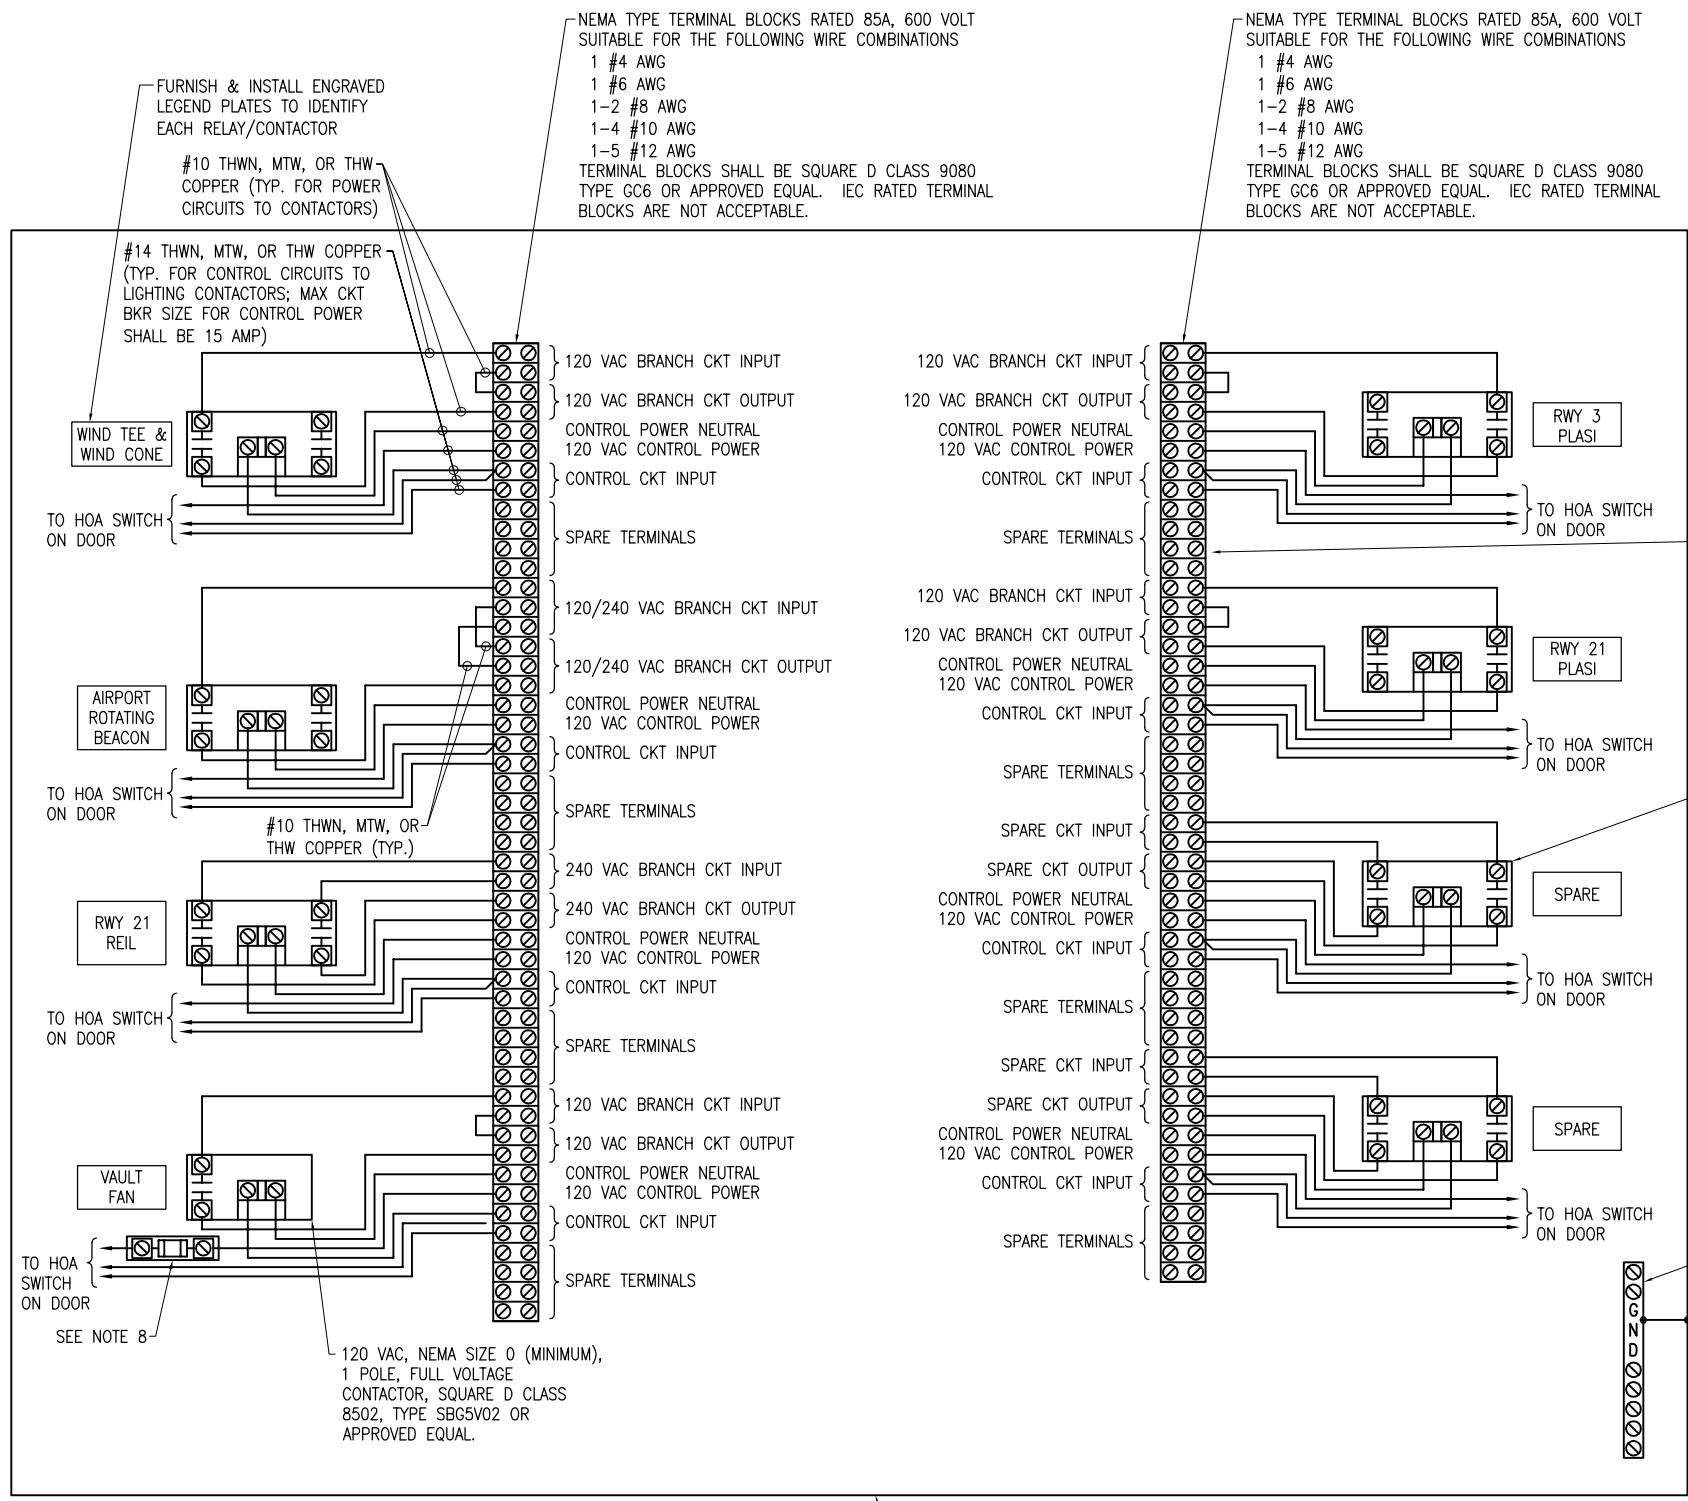 NEMA TYPE TERMINAL BLOCKS RATED 85A, 600 VOLT
SUITABLE FOR THE FOLLOWING WIRE COMBINATIONS
1 #4 AWG
1 #6 AWG
1-2 #8 AWG
1-4 #10 AWG
1-5 #12 AWG
TERMINAL BLOCKS SHALL BE SQUARE D CLASS 9080
TYPE GC6 OR APPROVED EQUAL. IEC RATED TERMINAL
BLOCKS ARE NOT ACCEPTABLE.
NEMA TYPE TERMINAL BLOCKS RATED 85A, 600 VOLT
SUITABLE FOR THE FOLLOWING WIRE COMBINATIONS
1 #4 AWG
1 #6 AWG
1-2 #8 AWG
1-4 #10 AWG
1-5 #12 AWG
TERMINAL BLOCKS SHALL BE SQUARE D CLASS 9080
TYPE GC6 OR APPROVED EQUAL. IEC RATED TERMINAL
BLOCKS ARE NOT ACCEPTABLE.
FURNISH & INSTALL ENGRAVED
LEGEND PLATES TO IDENTIFY
EACH RELAY/CONTACTOR
#10 THWN, MTW, OR THW
COPPER (TYP. FOR POWER
CIRCUITS TO CONTACTORS)
#14 THWN, MTW, OR THW COPPER
(TYP. FOR CONTROL CIRCUITS TO
LIGHTING CONTACTORS; MAX CKT
BKR SIZE FOR CONTROL POWER
SHALL BE 15 AMP)
WIND TEE &
WIND CONE
TO HOA SWITCH
ON DOOR
120 VAC BRANCH CKT INPUT
120 VAC BRANCH CKT OUTPUT
CONTROL POWER NEUTRAL
120 VAC CONTROL POWER
CONTROL CKT INPUT
SPARE TERMINALS
AIRPORT
ROTATING
BEACON
TO HOA SWITCH
ON DOOR
#10 THWN, MTW, OR
THW COPPER (TYP.)
120/240 VAC BRANCH CKT INPUT
120/240 VAC BRANCH CKT OUTPUT
CONTROL POWER NEUTRAL
120 VAC CONTROL POWER
CONTROL CKT INPUT
SPARE TERMINALS
RWY 21
REIL
TO HOA SWITCH
ON DOOR
240 VAC BRANCH CKT INPUT
240 VAC BRANCH CKT OUTPUT
CONTROL POWER NEUTRAL
120 VAC CONTROL POWER
CONTROL CKT INPUT
SPARE TERMINALS
VAULT
FAN
TO HOA
SWITCH
ON DOOR
SEE NOTE 8
120 VAC BRANCH CKT INPUT
120 VAC BRANCH CKT OUTPUT
CONTROL POWER NEUTRAL
120 VAC CONTROL POWER
CONTROL CKT INPUT
SPARE TERMINALS
120 VAC, NEMA SIZE 0 (MINIMUM),
1 POLE, FULL VOLTAGE
CONTACTOR, SQUARE D CLASS
8502, TYPE SBG5V02 OR
APPROVED EQUAL.
120 VAC BRANCH CKT INPUT
120 VAC BRANCH CKT OUTPUT
CONTROL POWER NEUTRAL
120 VAC CONTROL POWER
CONTROL CKT INPUT
SPARE TERMINALS
RWY 3
PLASI
TO HOA SWITCH
ON DOOR
120 VAC BRANCH CKT INPUT
120 VAC BRANCH CKT OUTPUT
CONTROL POWER NEUTRAL
120 VAC CONTROL POWER
CONTROL CKT INPUT
SPARE TERMINALS
RWY 21
PLASI
TO HOA SWITCH
ON DOOR
SPARE CKT INPUT
SPARE CKT OUTPUT
CONTROL POWER NEUTRAL
120 VAC CONTROL POWER
CONTROL CKT INPUT
SPARE TERMINALS
SPARE
TO HOA SWITCH
ON DOOR
SPARE CKT INPUT
SPARE CKT OUTPUT
CONTROL POWER NEUTRAL
120 VAC CONTROL POWER
CONTROL CKT INPUT
SPARE TERMINALS
SPARE
TO HOA SWITCH
ON DOOR
GND